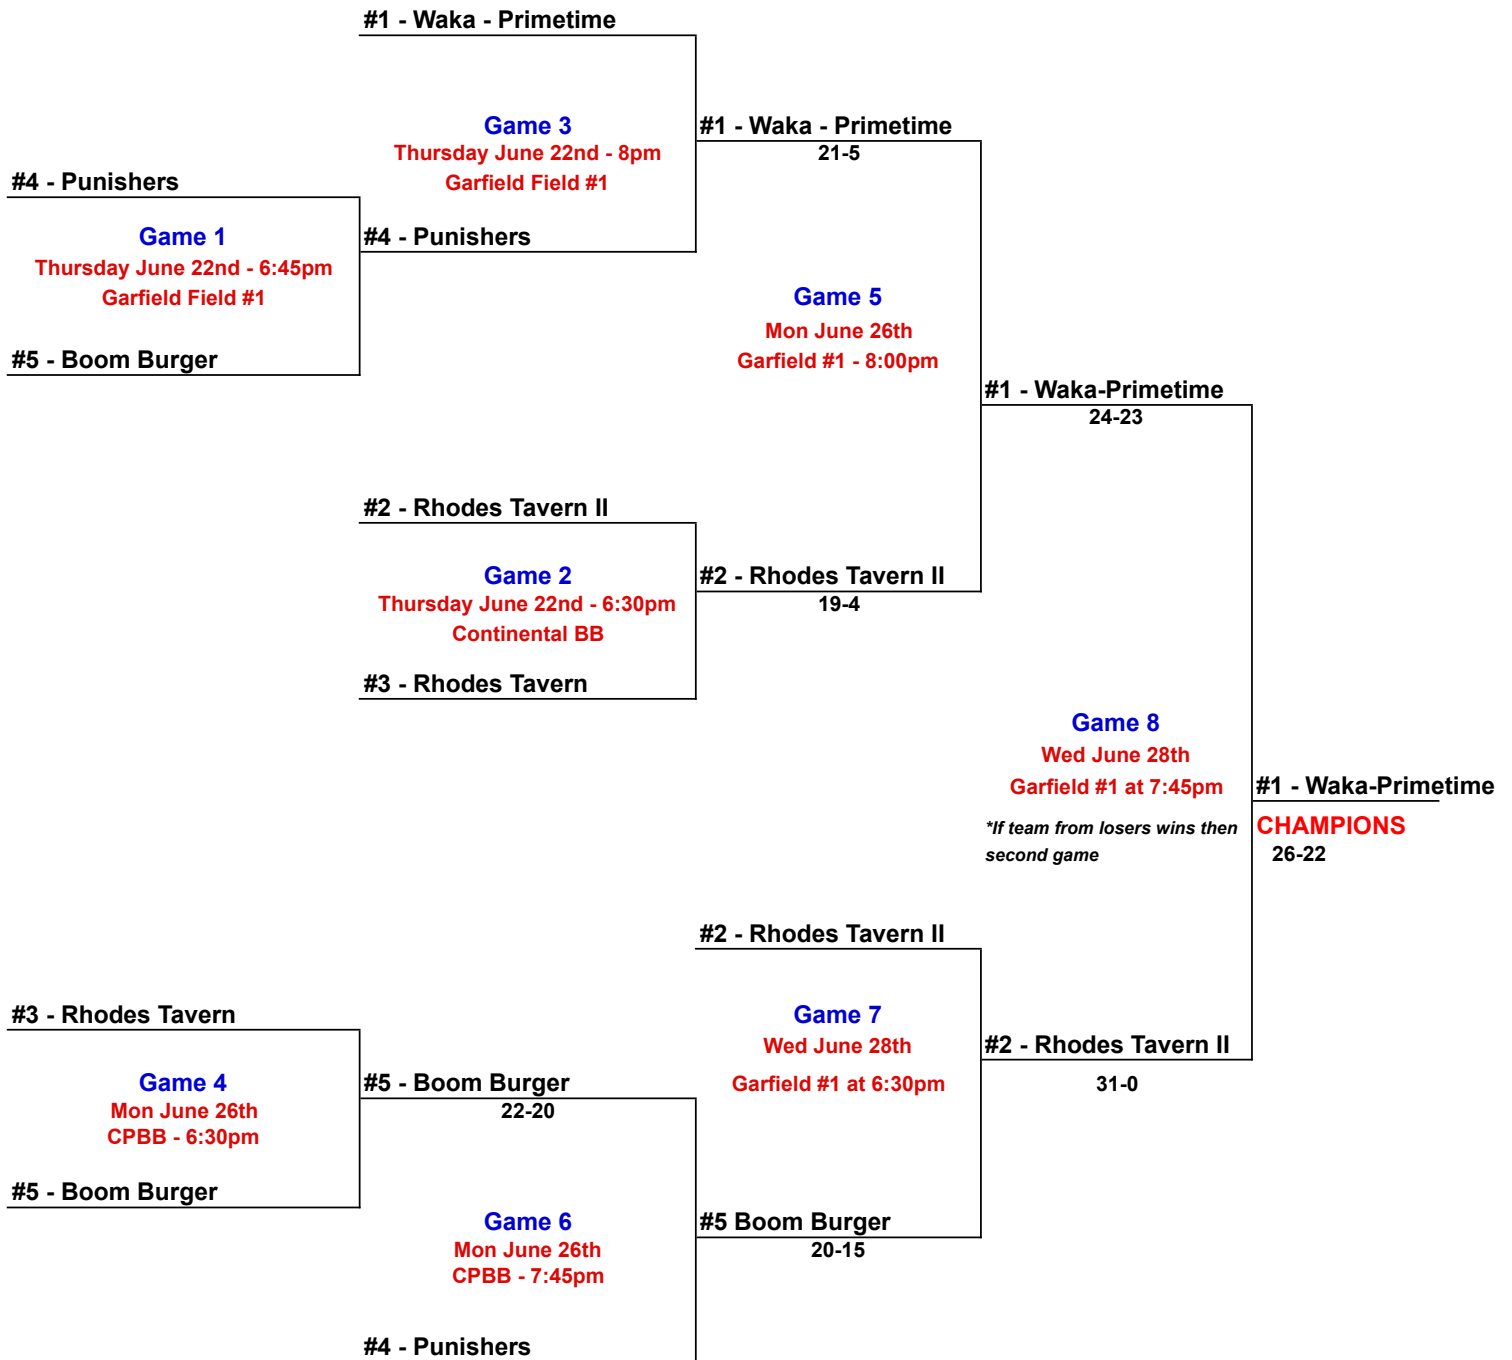 #1 - Waka - Primetime
Game 3
Thursday June 22nd - 8pm
Garfield Field #1
#1 - Waka - Primetime
21-5
#4 - Punishers
Game 1
Thursday June 22nd - 6:45pm
Garfield Field #1
#4 - Punishers
#5 - Boom Burger
Game 5
Mon June 26th
Garfield #1 - 8:00pm
#1 - Waka-Primetime
24-23
#2 - Rhodes Tavern II
Game 2
Thursday June 22nd - 6:30pm
Continental BB
#2 - Rhodes Tavern II
19-4
#3 - Rhodes Tavern
Game 8
Wed June 28th
Garfield #1 at 7:45pm
*If team from losers wins then
second game
#1 - Waka-Primetime
CHAMPIONS
26-22
#2 - Rhodes Tavern II
Game 7
Wed June 28th
Garfield #1 at 6:30pm
#2 - Rhodes Tavern II
31-0
#3 - Rhodes Tavern
Game 4
Mon June 26th
CPBB - 6:30pm
#5 - Boom Burger
22-20
#5 - Boom Burger
Game 6
Mon June 26th
CPBB - 7:45pm
#5 Boom Burger
20-15
#4 - Punishers